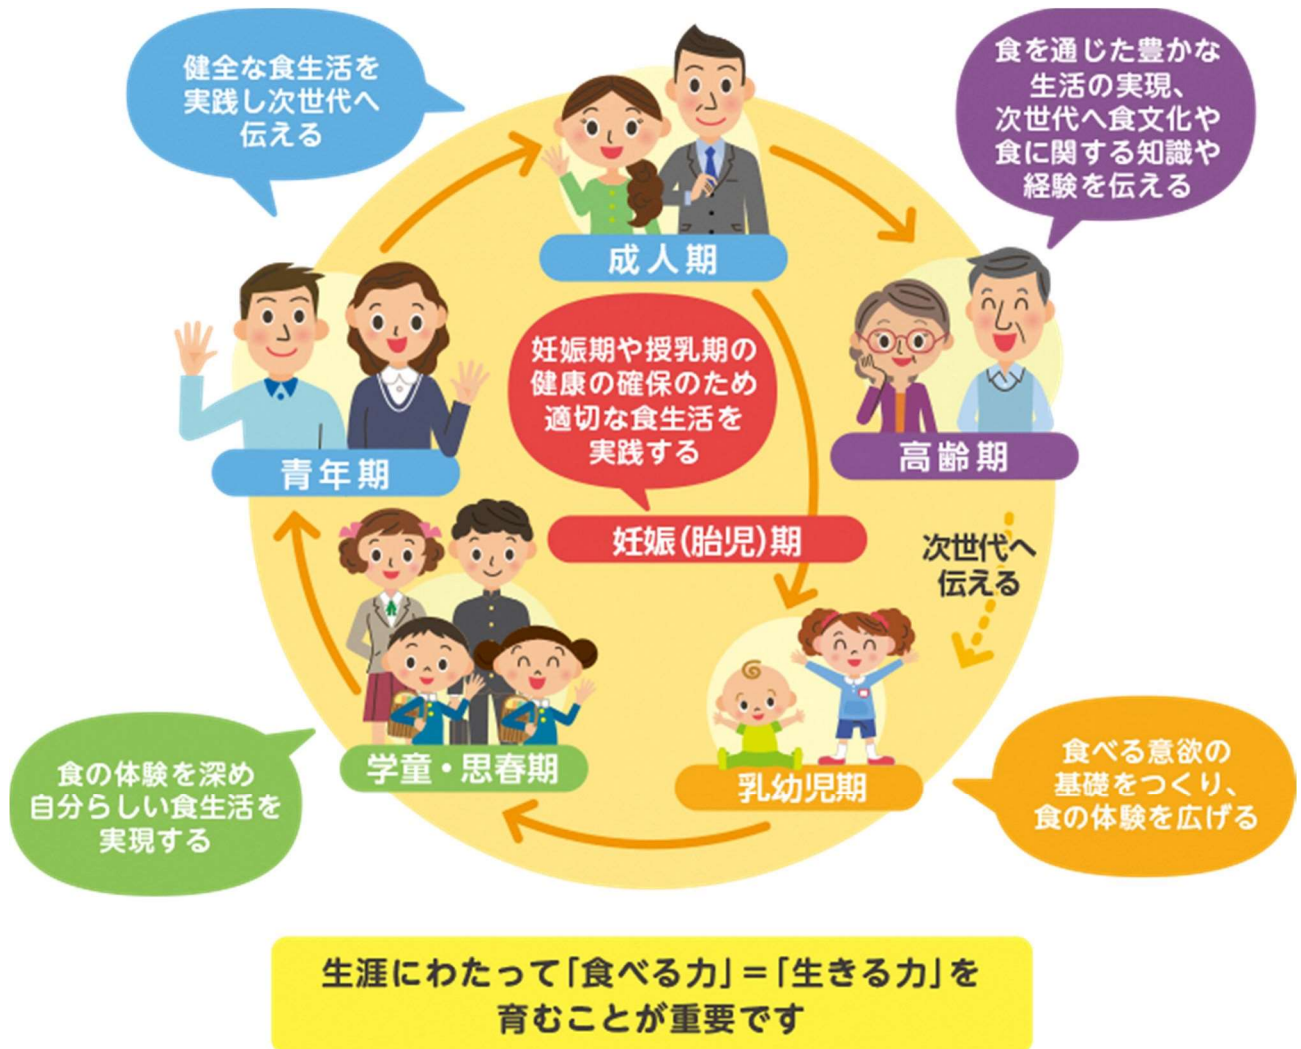 健全な食生活を
実践し次世代へ
伝える
食を通じた豊かな
生活の実現、
次世代へ食文化や
食に関する知識や
経験を伝える
成人期
妊娠期や授乳期の
健康の確保のため
適切な食生活を
実践する
青年期
高齢期
妊娠(胎児)期
次世代へ
伝える
学童・思春期
乳幼児期
食の体験を深め
自分らしい食生活を
実現する
食べる意欲の
基礎をつくり、
食の体験を広げる
生涯にわたって「食べる力」=「生きる力」を
育むことが重要です